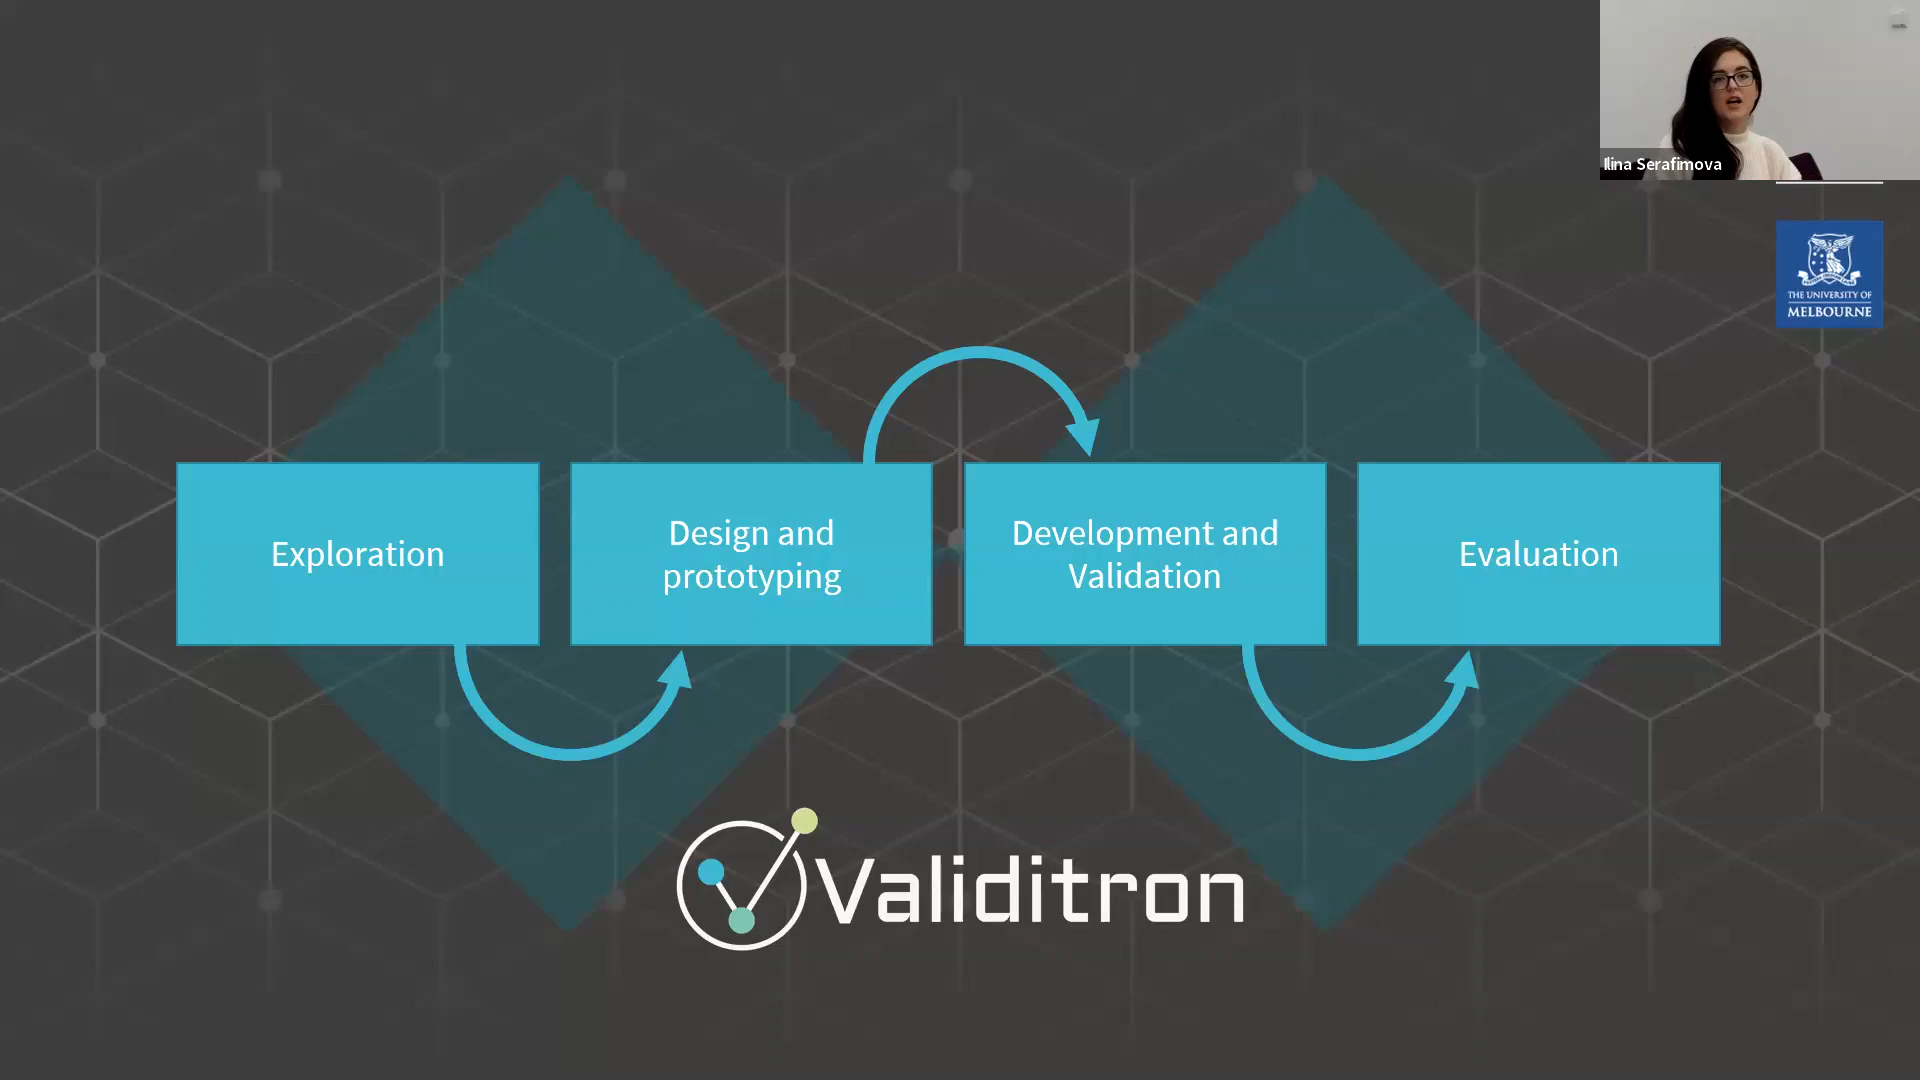 Ilina Serafimova
THE UNIVERSITY OF
MELBOURNE
Exploration
Design and
prototyping
Development and
Validation
Evaluation
Validitron